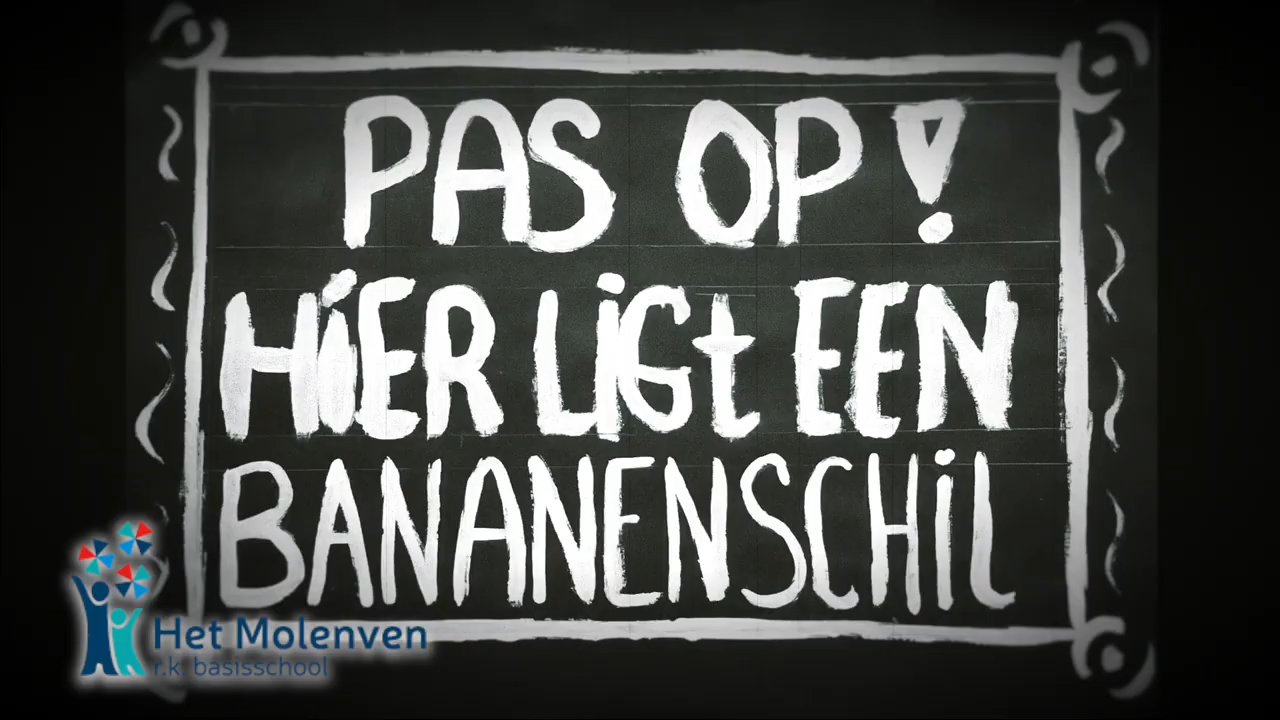 PAS OP!
HiER LiGt EEN
BANANENSCHiL
Het Molenven
r.k. basisschool